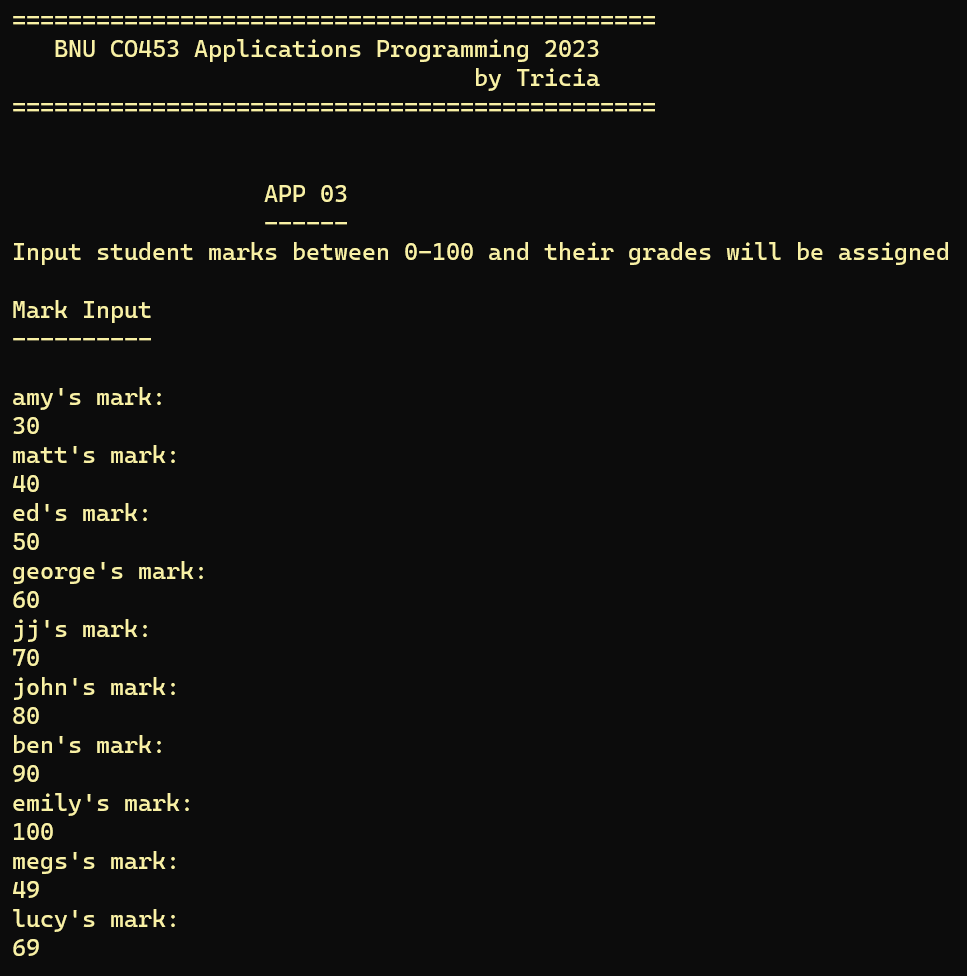 ==============================================
BNU CO453 Applications Programming 2023
by Tricia
==============================================
APP 03
------
Input student marks between 0-100 and their grades will be assigned
Mark Input
----------
amy's mark:
30
matt's mark:
40
ed's mark:
50
george's mark:
60
jj's mark:
70
john's mark:
80
ben's mark:
90
emily's mark:
100
megs's mark:
49
lucy's mark:
69